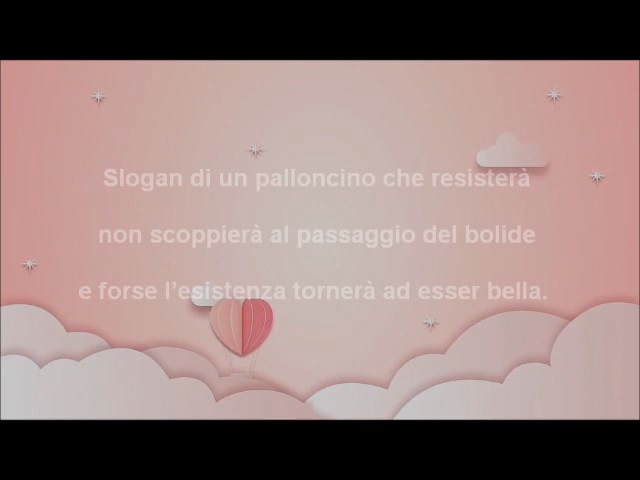 Slogan di un palloncino che resisterà
non scoppierà al passaggio del bolide
e forse l’esistenza tornerà ad esser bella.